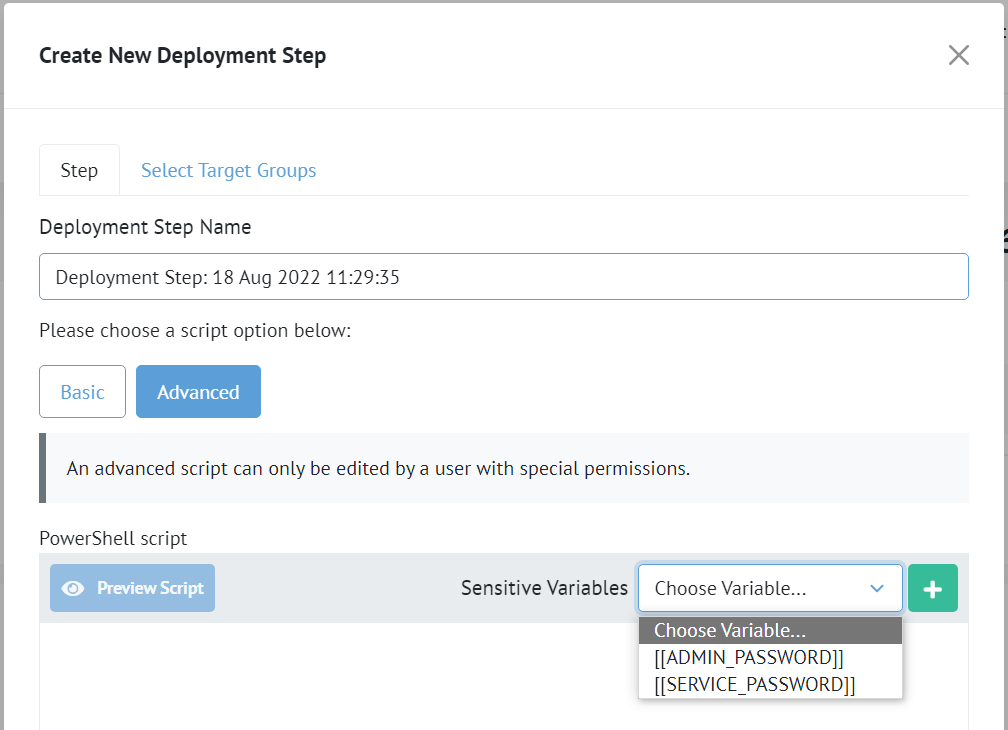 Create New Deployment Step
Step
Select Target Groups
Deployment Step Name
Deployment Step: 18 Aug 2022 11:29:35
Please choose a script option below:
Basic
Advanced
An advanced script can only be edited by a user with special permissions.
PowerShell script
Preview Script
Sensitive Variables
Choose Variable...
Choose Variable...
[[ADMIN_PASSWORD]]
[[SERVICE_PASSWORD]]